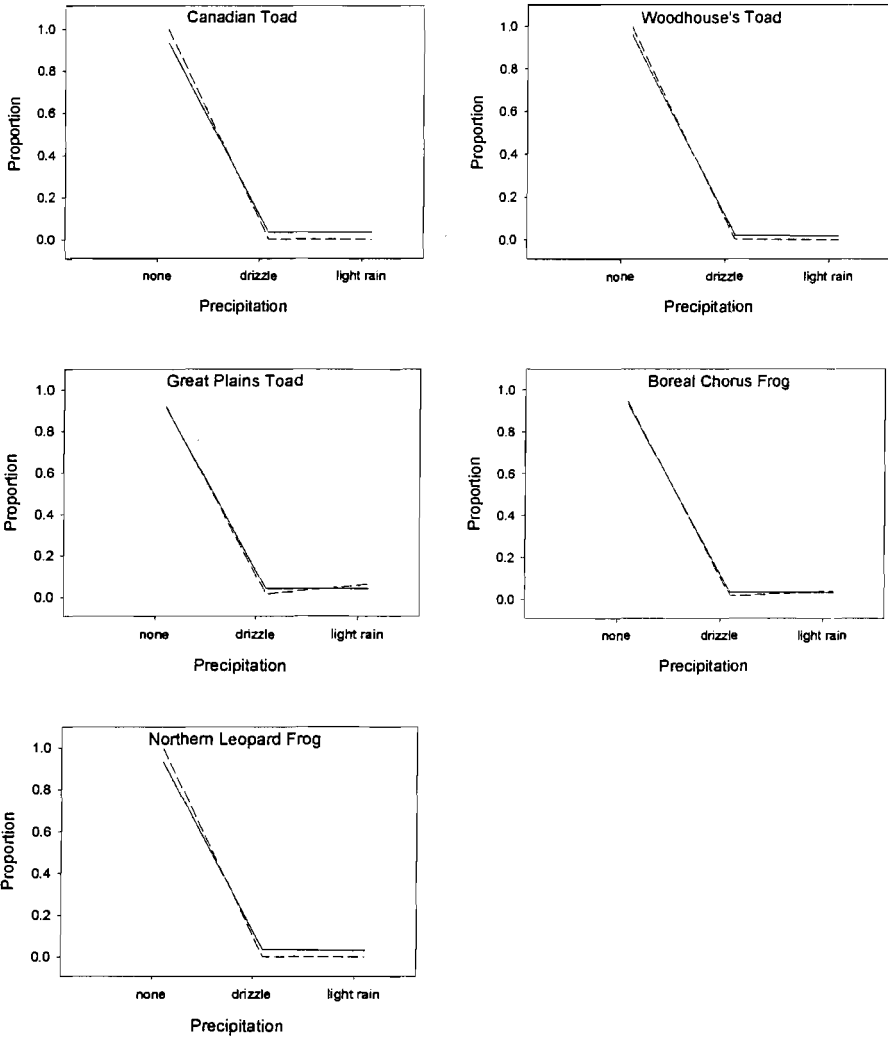 Canadian Toad
Proportion
1.0
0.8
0.6
0.4
0.2
0.0
none drizzle light rain
Precipitation
Woodhouse's Toad
Proportion
1.0
0.8
0.6
0.4
0.2
0.0
none drizzle light rain
Precipitation
Great Plains Toad
Proportion
1.0
0.8
0.6
0.4
0.2
0.0
none drizzle light rain
Precipitation
Boreal Chorus Frog
Proportion
1.0
0.8
0.6
0.4
0.2
0.0
none drizzle light rain
Precipitation
Northern Leopard Frog
Proportion
1.0
0.8
0.6
0.4
0.2
0.0
none drizzle light rain
Precipitation